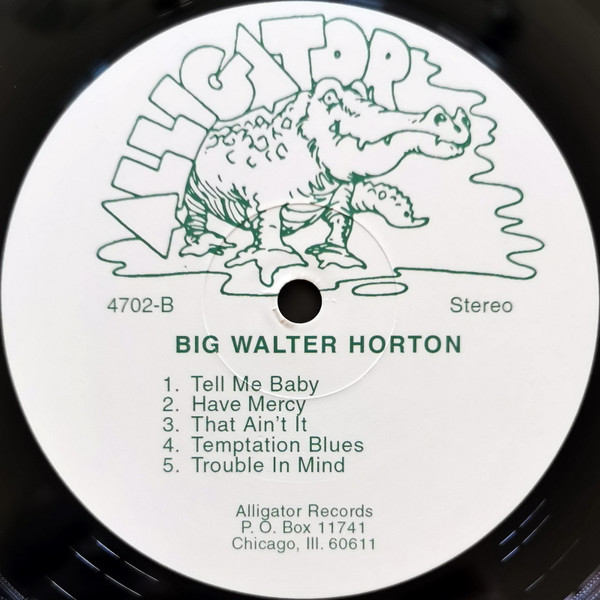 ALLIGATOR
4702-B Stereo
BIG WALTER HORTON
1. Tell Me Baby
2. Have Mercy
3. That Ain't It
4. Temptation Blues
5. Trouble In Mind
Alligator Records
P. O. Box 11741
Chicago, Ill. 60611